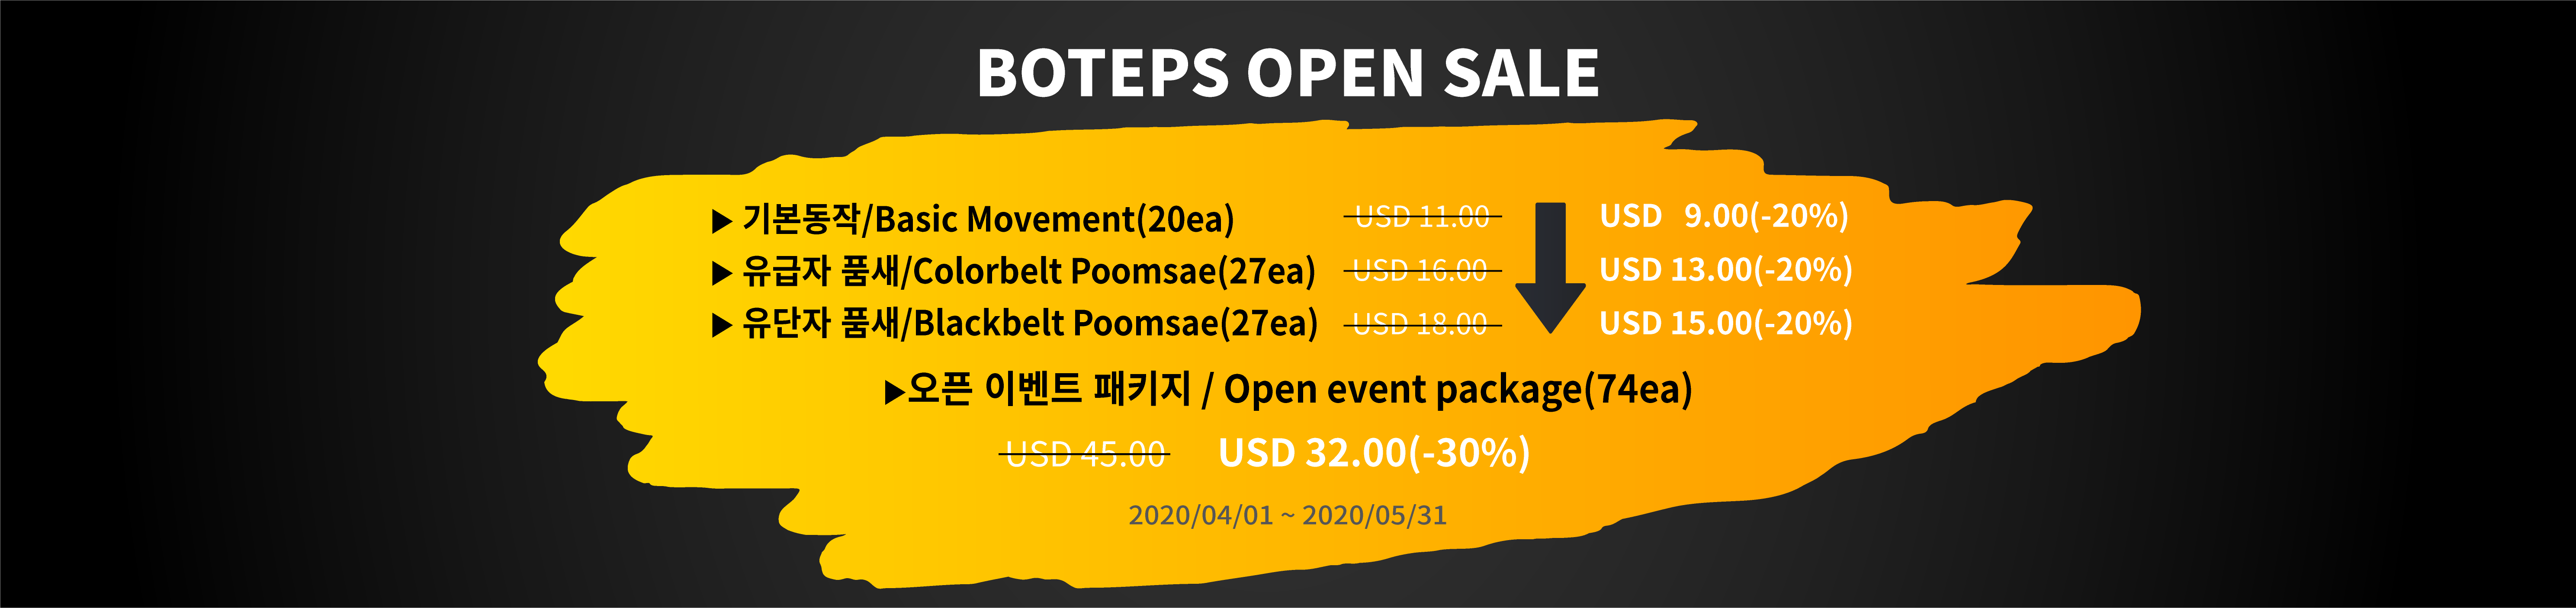 BOTEPS OPEN SALE
▶ 기본동작/Basic Movement(20ea) USD 11.00 USD 9.00(-20%)
▶ 유급자 품새/Colorbelt Poomsae(27ea) USD 16.00 USD 13.00(-20%)
▶ 유단자 품새/Blackbelt Poomsae(27ea) USD 18.00 USD 15.00(-20%)
▶오픈 이벤트 패키지 / Open event package(74ea)
USD 45.00 USD 32.00(-30%)
2020/04/01 ~ 2020/05/31